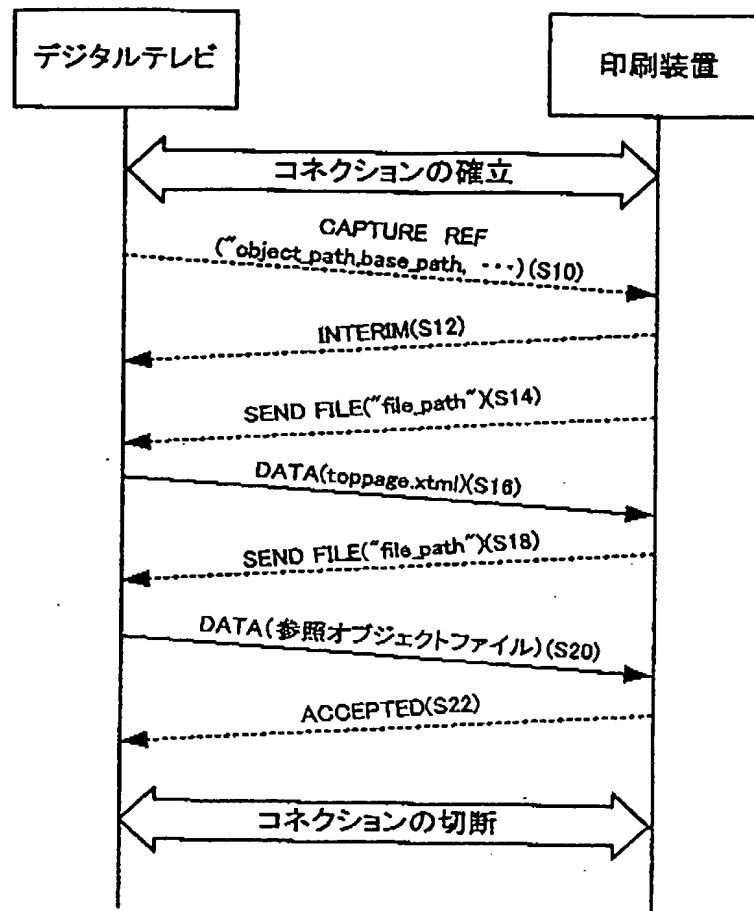 デジタルテレビ
印刷装置
コネクションの確立
CAPTURE REF
("object_path,base_path, ・・・)(S10)
INTERIM(S12)
SEND FILE("file_path")(S14)
DATA(toppage.xtml)(S16)
SEND FILE("file_path")(S18)
DATA(参照オブジェクトファイル)(S20)
ACCEPTED(S22)
コネクションの切断